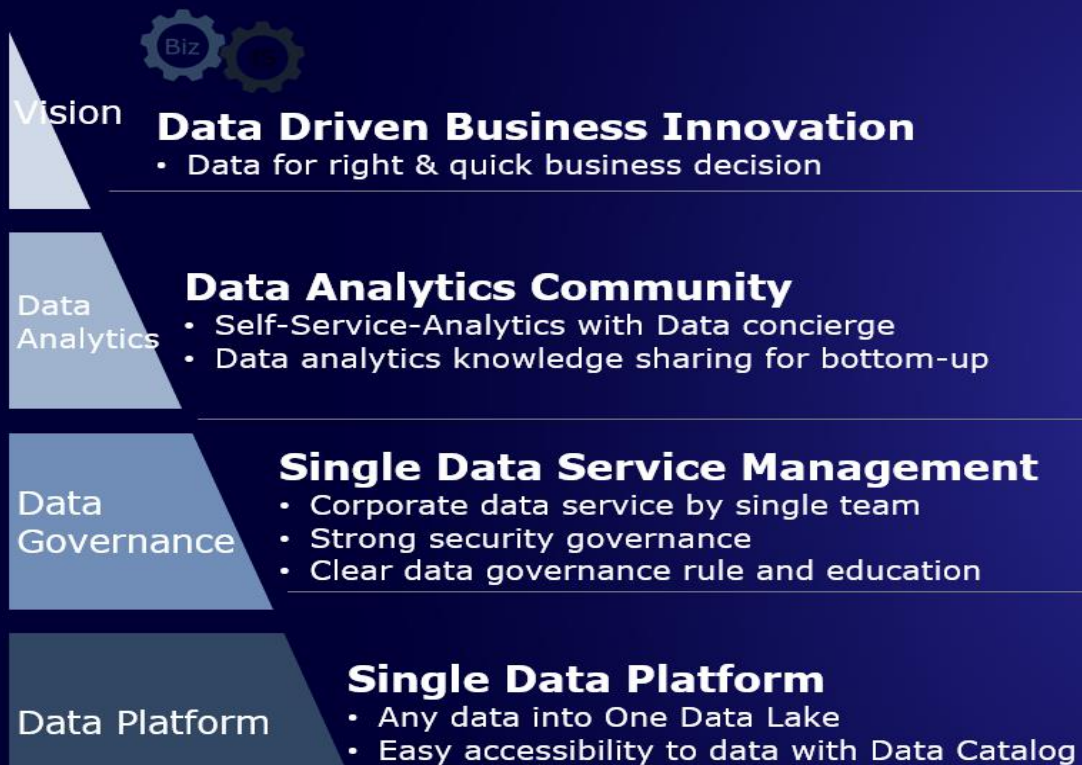 Biz
Vision
Data Driven Business Innovation
• Data for right & quick business decision
Data
Analytics
Data Analytics Community
• Self-Service-Analytics with Data concierge
• Data analytics knowledge sharing for bottom-up
Data
Governance
Single Data Service Management
• Corporate data service by single team
• Strong security governance
• Clear data governance rule and education
Data Platform
Single Data Platform
• Any data into One Data Lake
• Easy accessibility to data with Data Catalog